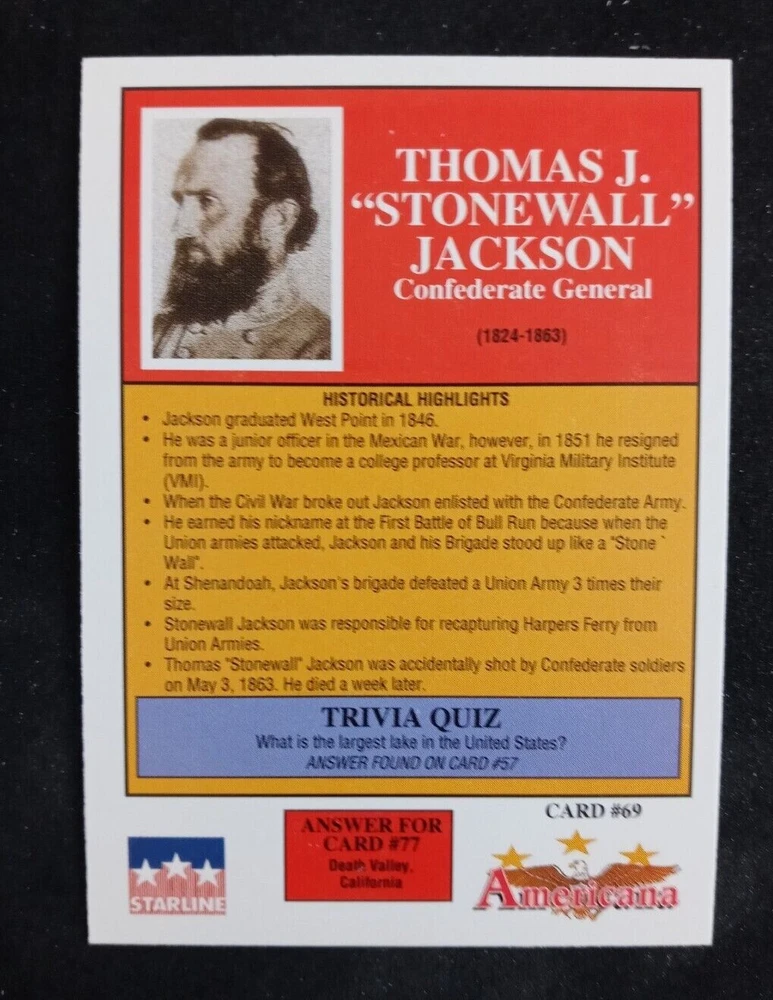 THOMAS J.
“STONEWALL”
JACKSON
Confederate General
(1824-1863)
HISTORICAL HIGHLIGHTS
• Jackson graduated West Point in 1846.
• He was a junior officer in the Mexican War, however, in 1851 he resigned
from the army to become a college professor at Virginia Military Institute
(VMI).
• When the Civil War broke out Jackson enlisted with the Confederate Army.
• He earned his nickname at the First Battle of Bull Run because when the
Union armies attacked, Jackson and his Brigade stood up like a "Stone
Wall".
• At Shenandoah, Jackson's brigade defeated a Union Army 3 times their
size.
• Stonewall Jackson was responsible for recapturing Harpers Ferry from
Union Armies.
• Thomas "Stonewall" Jackson was accidentally shot by Confederate soldiers
on May 3, 1863. He died a week later.
TRIVIA QUIZ
What is the largest lake in the United States?
ANSWER FOUND ON CARD #57
CARD #69
ANSWER FOR
CARD #77
Death Valley,
California
STARLINE
Americana